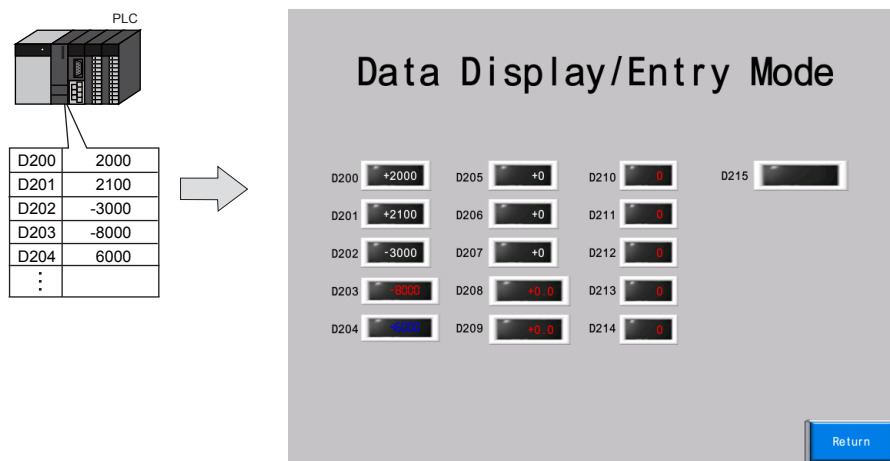 PLC
Data Display/Entry Mode
D200 2000
D201 2100
D202 -3000
D203 -8000
D204 6000
D200 +2000 D205 +0 D210 0 D215
D201 +2100 D206 +0 D211 0
D202 -3000 D207 +0 D212 0
D203 -8000 D208 +0.0 D213 0
D204 D209 +0.0 D214 0
Return